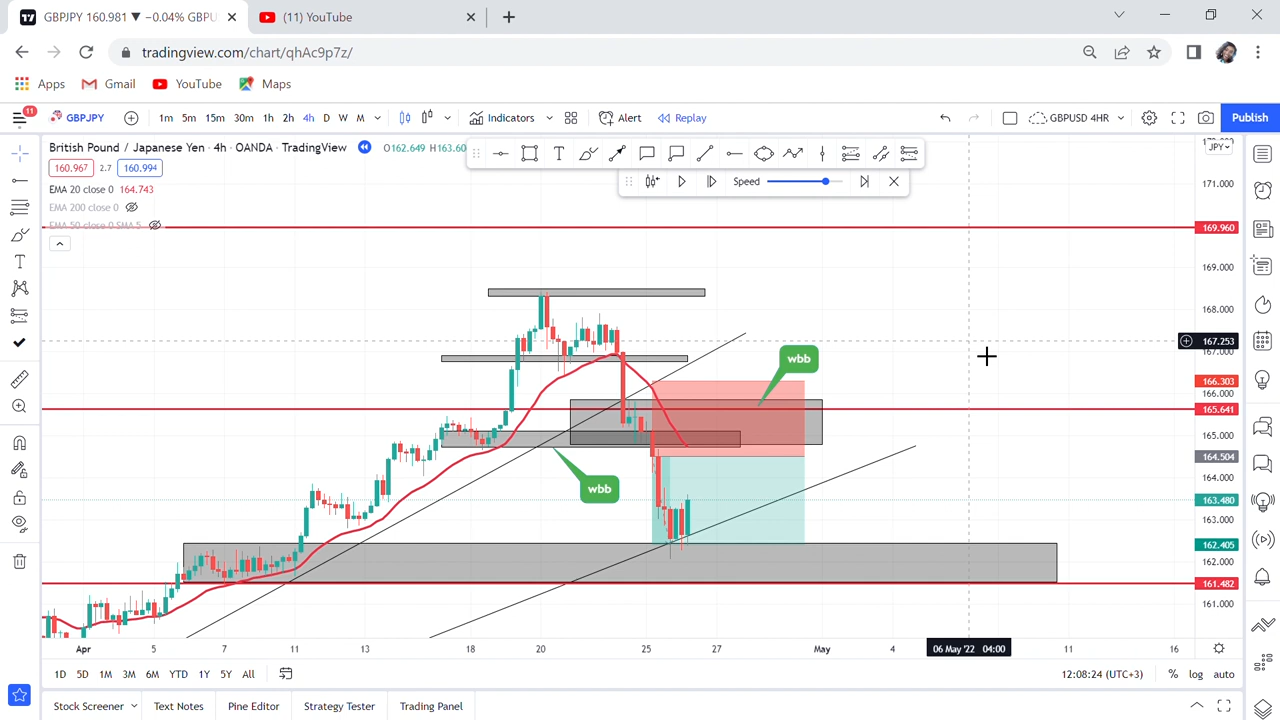 GBPJPY 160.981 ▼ −0.04% GBPU
(11) YouTube
tradingview.com/chart/qhAc9p7z/
Apps Gmail YouTube Maps
11 GBPJPY 1m 5m 15m 30m 1h 2h 4h D W M Indicators Alert Replay GBPUSD 4HR Publish
British Pound / Japanese Yen · 4h · OANDA · TradingView O162.649 H163.60
160.967 2.7 160.994
EMA 20 close 0 164.743
EMA 200 close 0
EMA 50 close 0 SMA 5
Speed
JPY
171.000
169.960
169.000
168.000
167.253
167.000
166.303
166.000
165.641
165.000
164.504
164.000
163.480
163.000
162.405
162.000
161.482
161.000
wbb
wbb
Apr 5 7 11 13 18 20 25 27 May 4 06 May '22 04:00 11 16
1D 5D 1M 3M 6M YTD 1Y 5Y All 12:08:24 (UTC+3) % log auto
Stock Screener Text Notes Pine Editor Strategy Tester Trading Panel